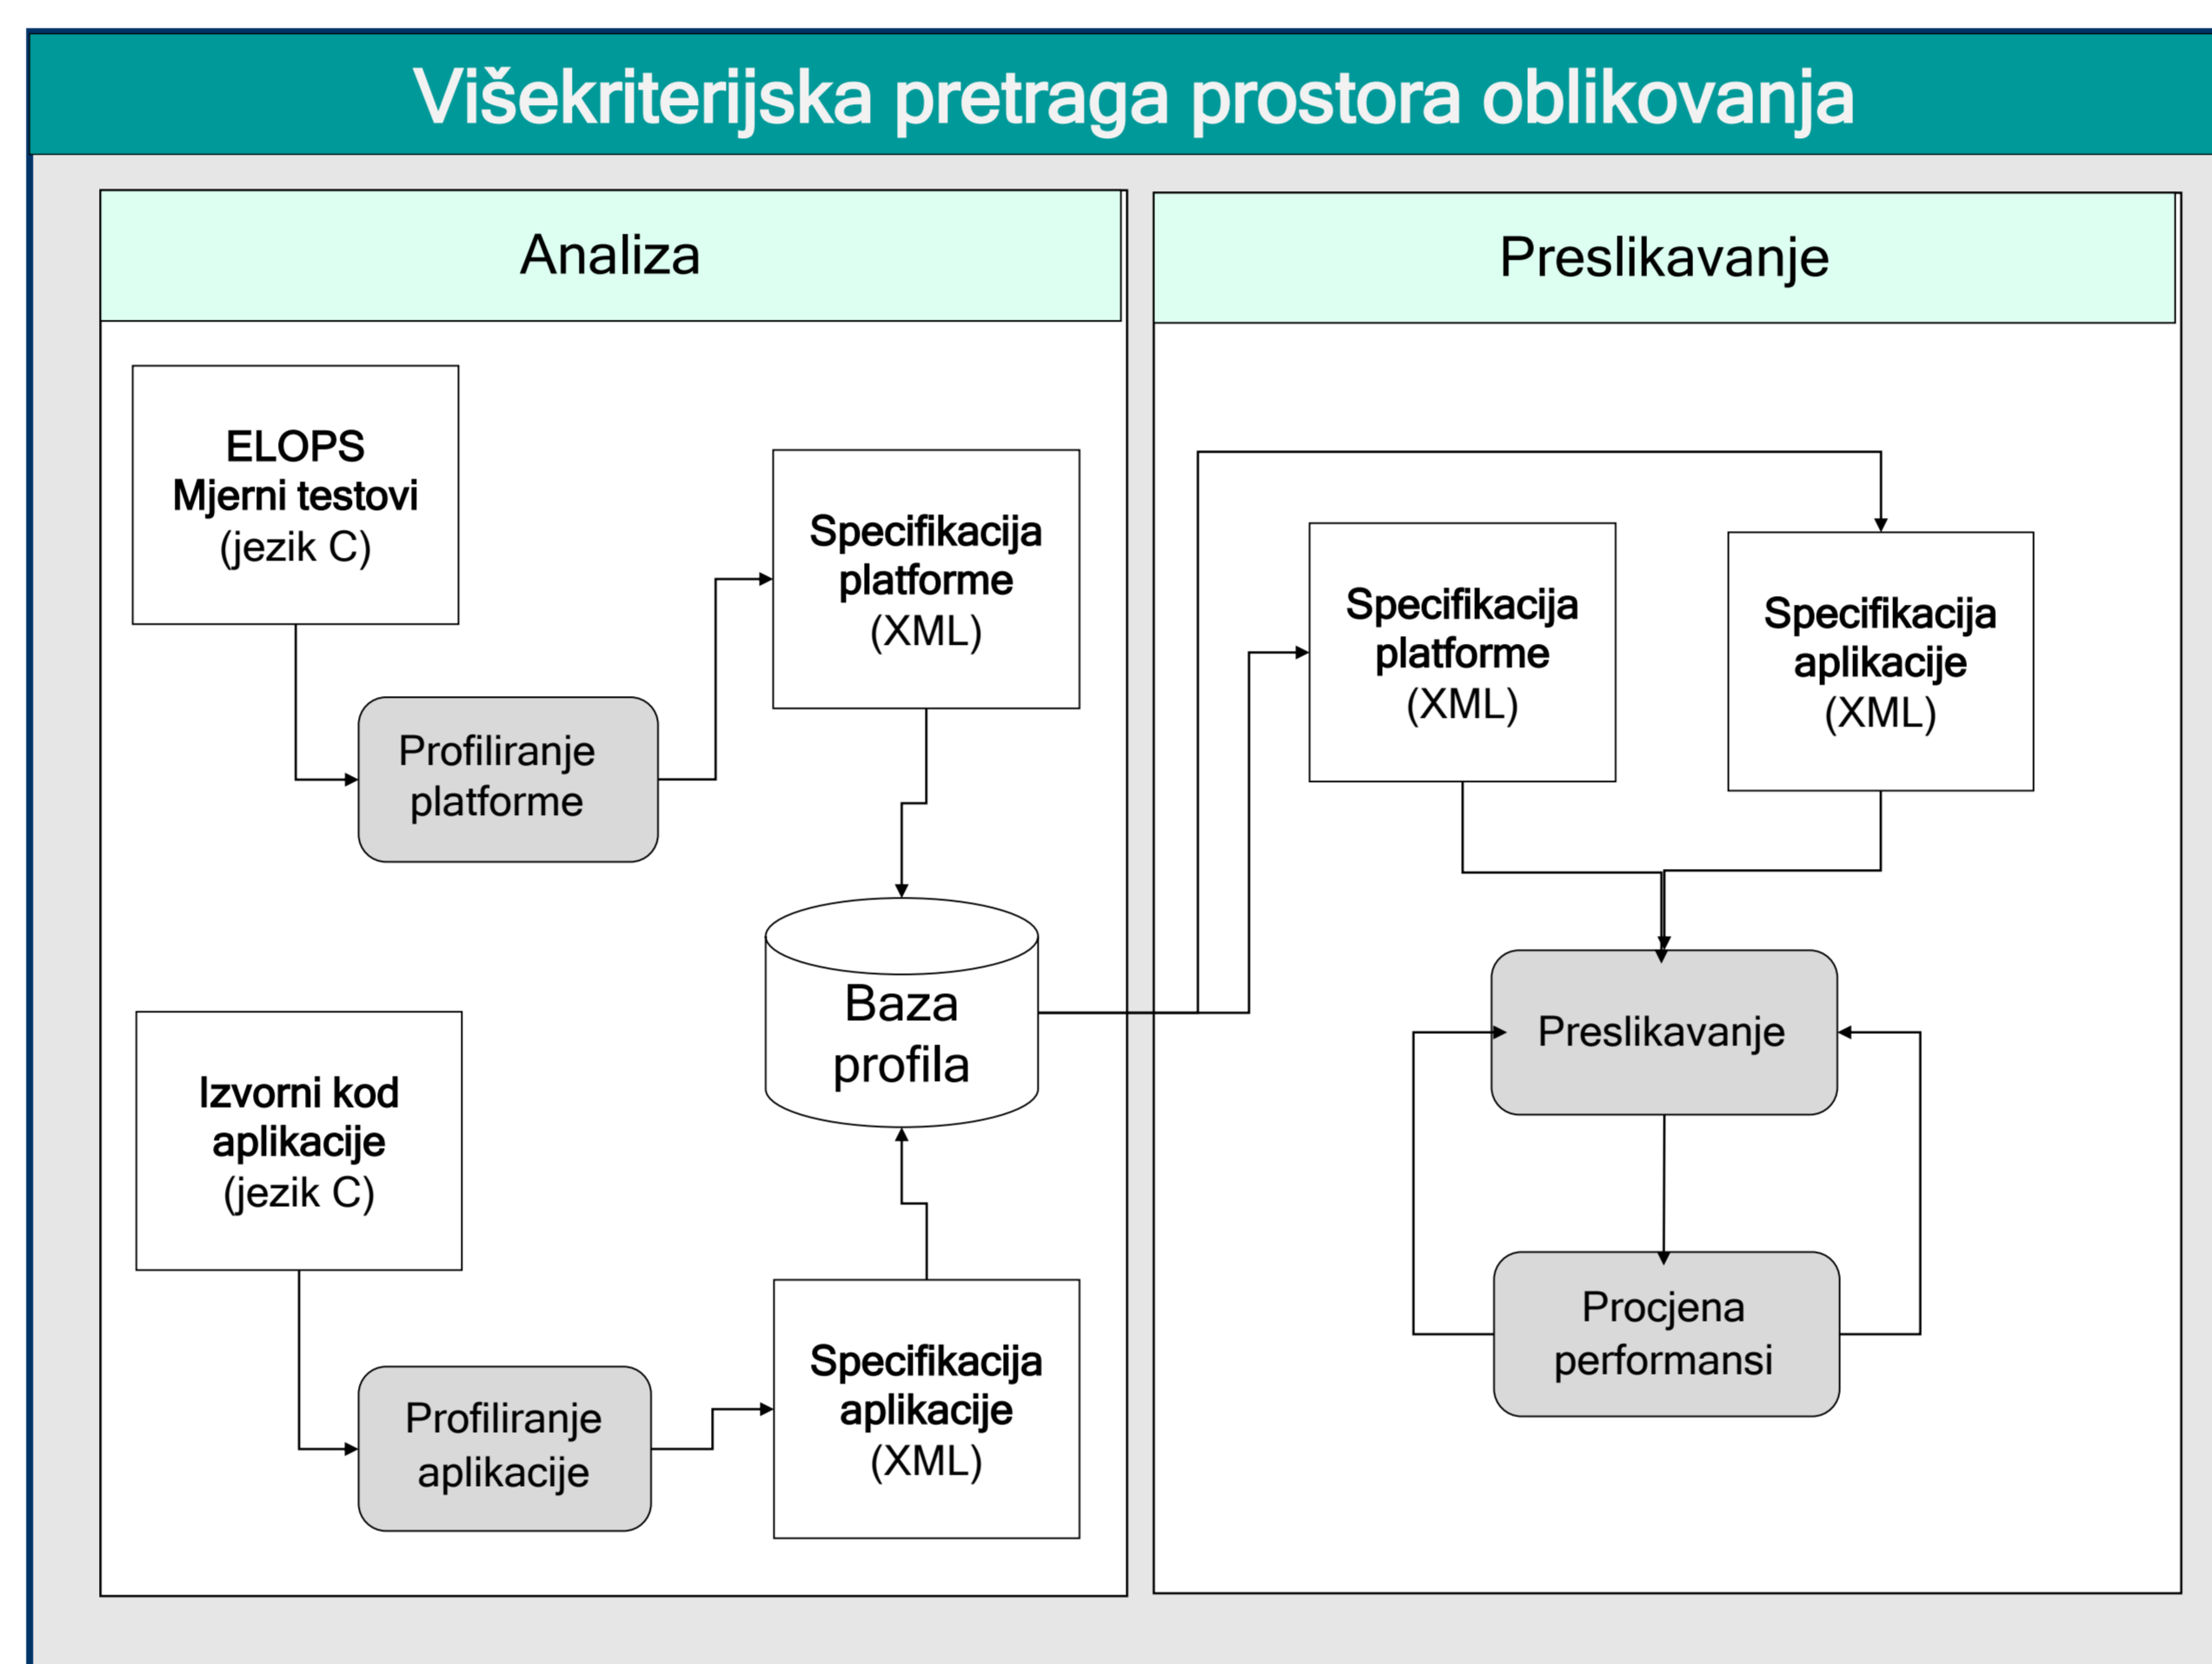 Višekriterijska pretraga prostora oblikovanja
Analiza
ELOPS
Mjerni testovi
(jezik C)
Specifikacija
platforme
(XML)
Profiliranje
platforme
Baza
profila
Izvorni kod
aplikacije
(jezik C)
Profiliranje
aplikacije
Specifikacija
aplikacije
(XML)
Preslikavanje
Specifikacija
platforme
(XML)
Specifikacija
aplikacije
(XML)
Preslikavanje
Procjena
performansi